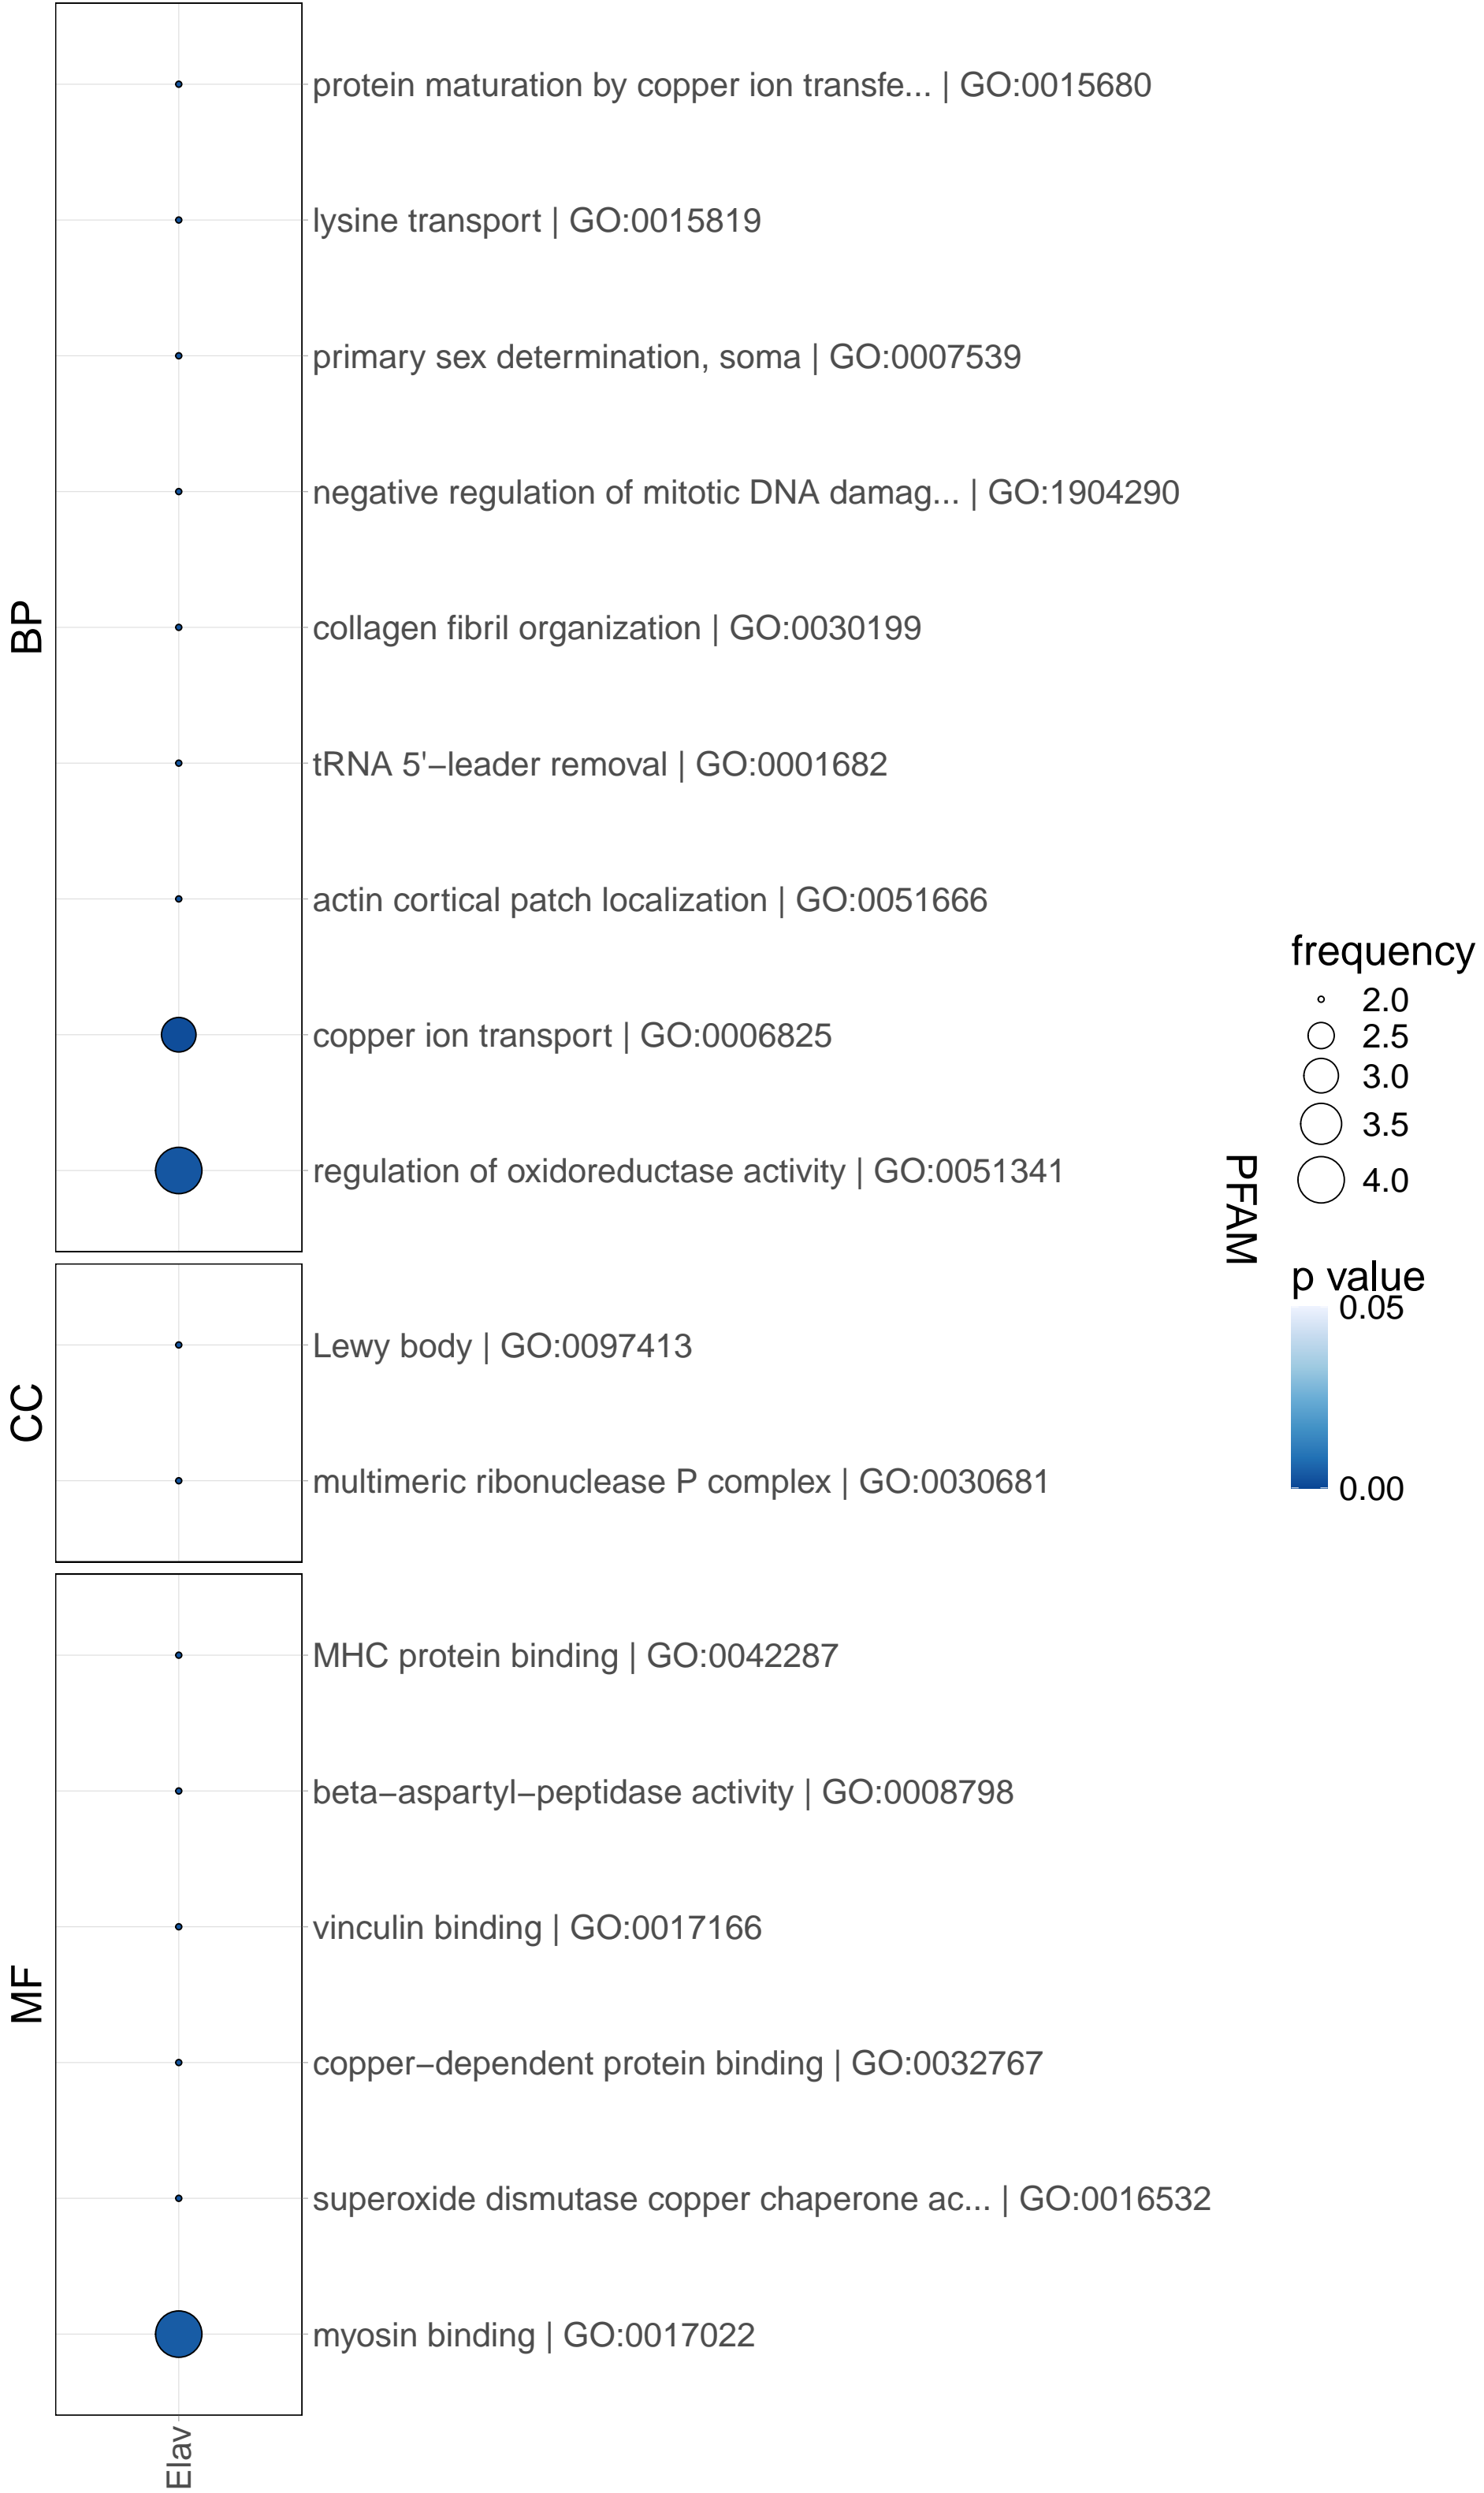 BP
protein maturation by copper ion transfe... | GO:0015680
lysine transport | GO:0015819
primary sex determination, soma | GO:0007539
negative regulation of mitotic DNA damag... | GO:1904290
collagen fibril organization | GO:0030199
tRNA 5'−leader removal | GO:0001682
actin cortical patch localization | GO:0051666
copper ion transport | GO:0006825
regulation of oxidoreductase activity | GO:0051341
CC
Lewy body | GO:0097413
multimeric ribonuclease P complex | GO:0030681
MF
MHC protein binding | GO:0042287
beta−aspartyl−peptidase activity | GO:0008798
vinculin binding | GO:0017166
copper−dependent protein binding | GO:0032767
superoxide dismutase copper chaperone ac... | GO:0016532
myosin binding | GO:0017022
Elav
PFAM
frequency
2.0
2.5
3.0
3.5
4.0
p value
0.05
0.00